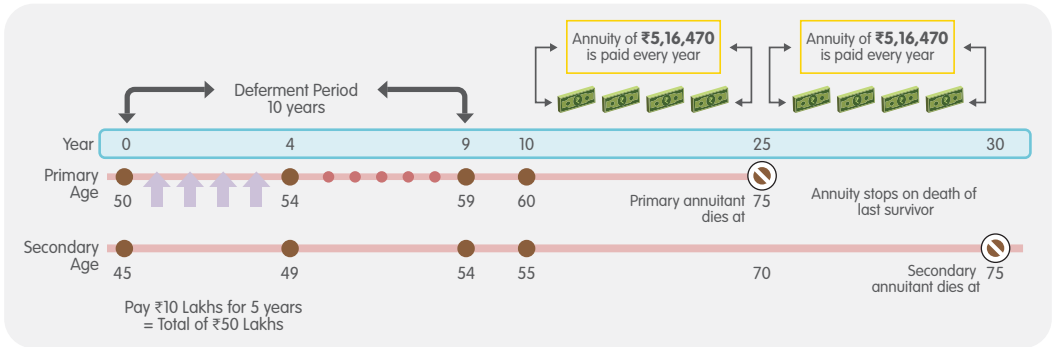 Annuity of ₹5,16,470
is paid every year
Annuity of ₹5,16,470
is paid every year
Deferment Period
10 years
Year 0 4 9 10 25 30
Primary
Age
50 54 59 60
Primary annuitant
dies at 75
Annuity stops on death of
last survivor
Secondary
Age
45 49 54 55 70
Secondary
annuitant dies at 75
Pay ₹10 Lakhs for 5 years
= Total of ₹50 Lakhs